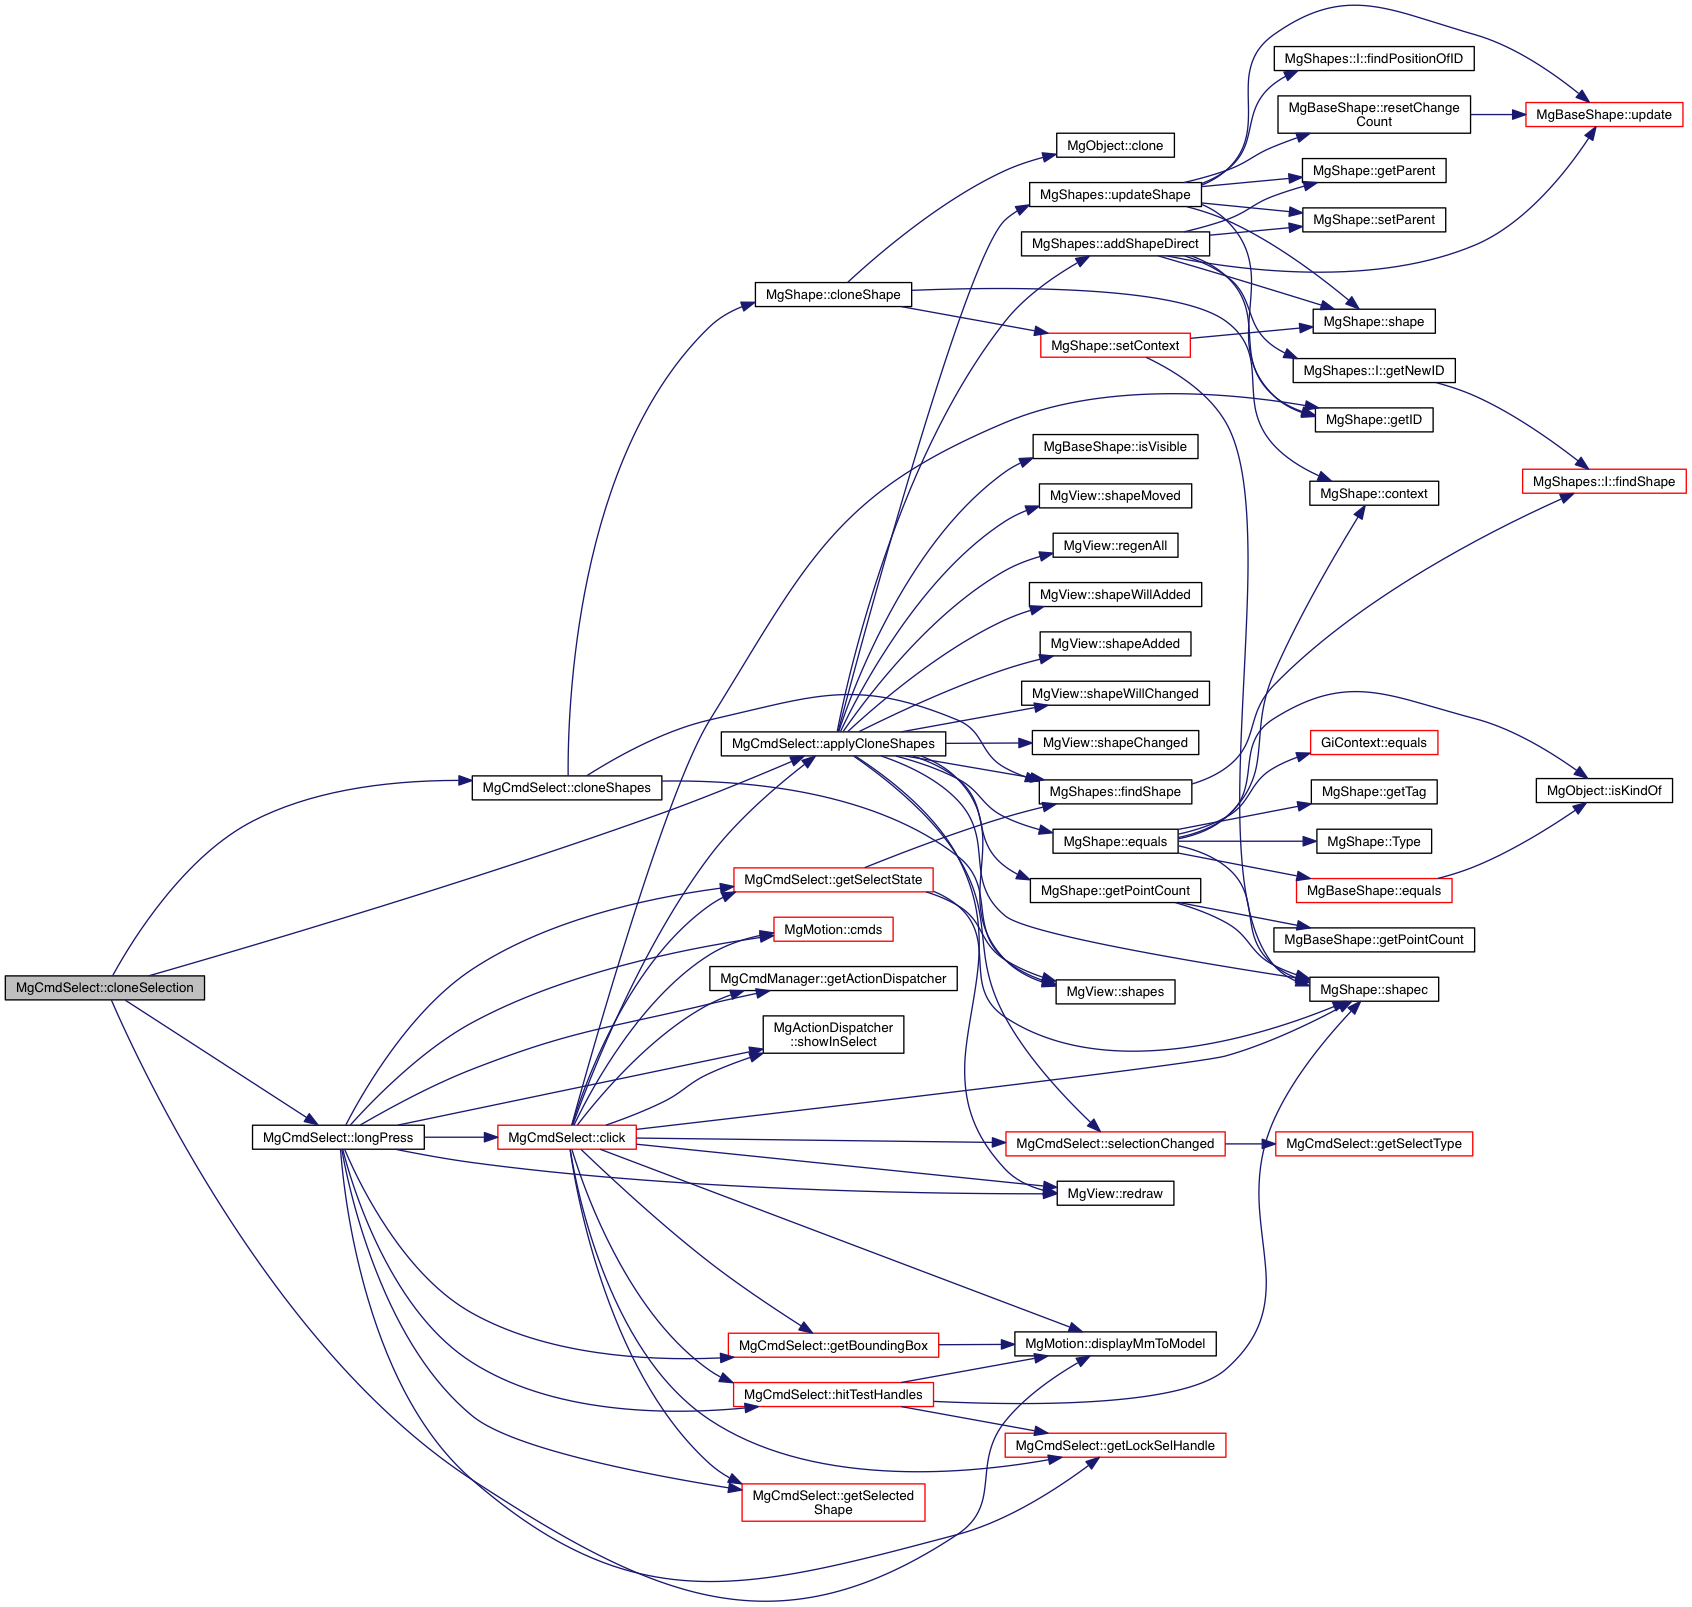 MgCmdSelect::cloneSelection
MgCmdSelect::cloneShapes
MgCmdSelect::longPress
MgShape::cloneShape
MgCmdSelect::applyCloneShapes
MgCmdSelect::getSelectState
MgMotion::cmds
MgCmdManager::getActionDispatcher
MgActionDispatcher
::showInSelect
MgCmdSelect::click
MgCmdSelect::getBoundingBox
MgCmdSelect::hitTestHandles
MgCmdSelect::getSelected
Shape
MgObject::clone
MgShapes::updateShape
MgShapes::addShapeDirect
MgShape::setContext
MgBaseShape::isVisible
MgView::shapeMoved
MgView::regenAll
MgView::shapeWillAdded
MgView::shapeAdded
MgView::shapeWillChanged
MgView::shapeChanged
MgShapes::findShape
MgShape::equals
MgShape::getPointCount
MgView::shapes
MgCmdSelect::selectionChanged
MgView::redraw
MgMotion::displayMmToModel
MgCmdSelect::getLockSelHandle
MgShapes::I::findPositionOfID
MgBaseShape::resetChange
Count
MgShape::getParent
MgShape::setParent
MgShape::shape
MgShapes::I::getNewID
MgShape::getID
MgShape::context
GiContext::equals
MgShape::getTag
MgShape::Type
MgBaseShape::equals
MgBaseShape::getPointCount
MgShape::shapec
MgCmdSelect::getSelectType
MgBaseShape::update
MgShapes::I::findShape
MgObject::isKindOf